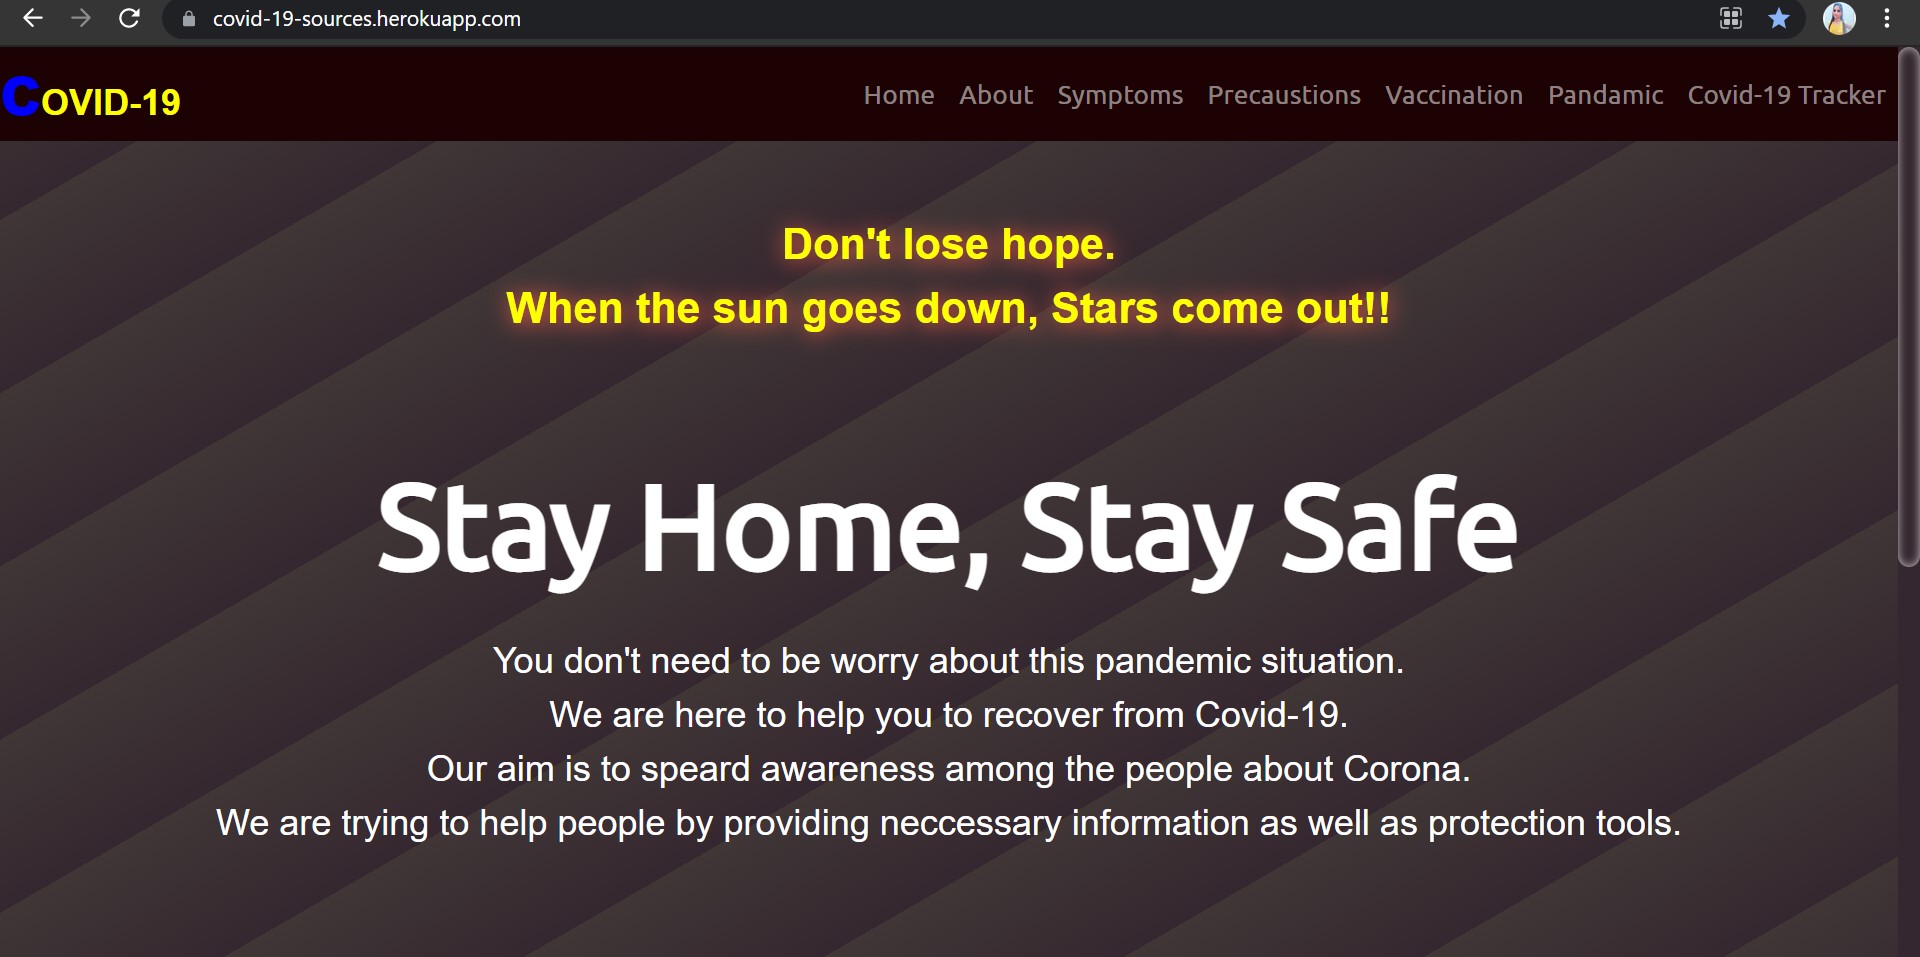 covid-19-sources.herokuapp.com
COVID-19
Home About Symptoms Precaustions Vaccination Pandamic Covid-19 Tracker
Don't lose hope.
When the sun goes down, Stars come out!!
Stay Home, Stay Safe
You don't need to be worry about this pandemic situation.
We are here to help you to recover from Covid-19.
Our aim is to speard awareness among the people about Corona.
We are trying to help people by providing neccessary information as well as protection tools.